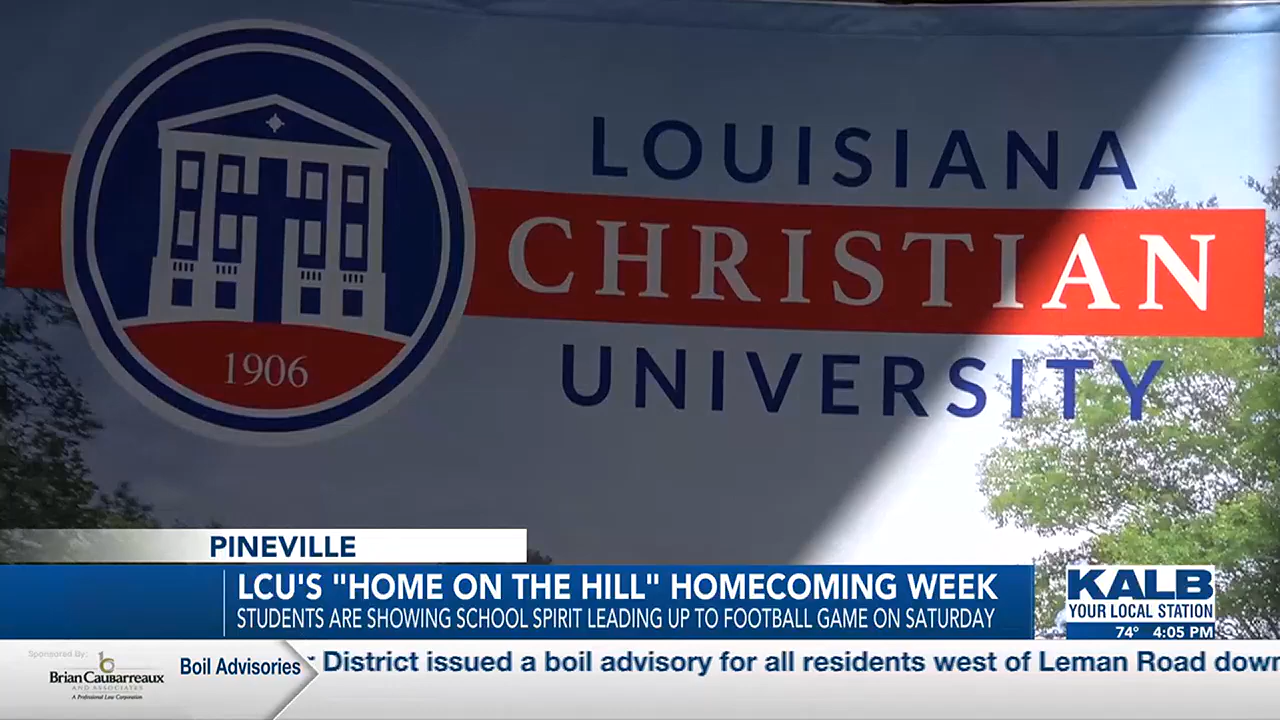 LOUISIANA
CHRISTIAN
UNIVERSITY
1906
PINEVILLE
LCU'S "HOME ON THE HILL" HOMECOMING WEEK
STUDENTS ARE SHOWING SCHOOL SPIRIT LEADING UP TO FOOTBALL GAME ON SATURDAY
KALB
YOUR LOCAL STATION
74° 4:05 PM
Sponsored By:
Brian Caubarreaux
AND ASSOCIATES
A Professional Law Corporation
Boil Advisories
District issued a boil advisory for all residents west of Leman Road down